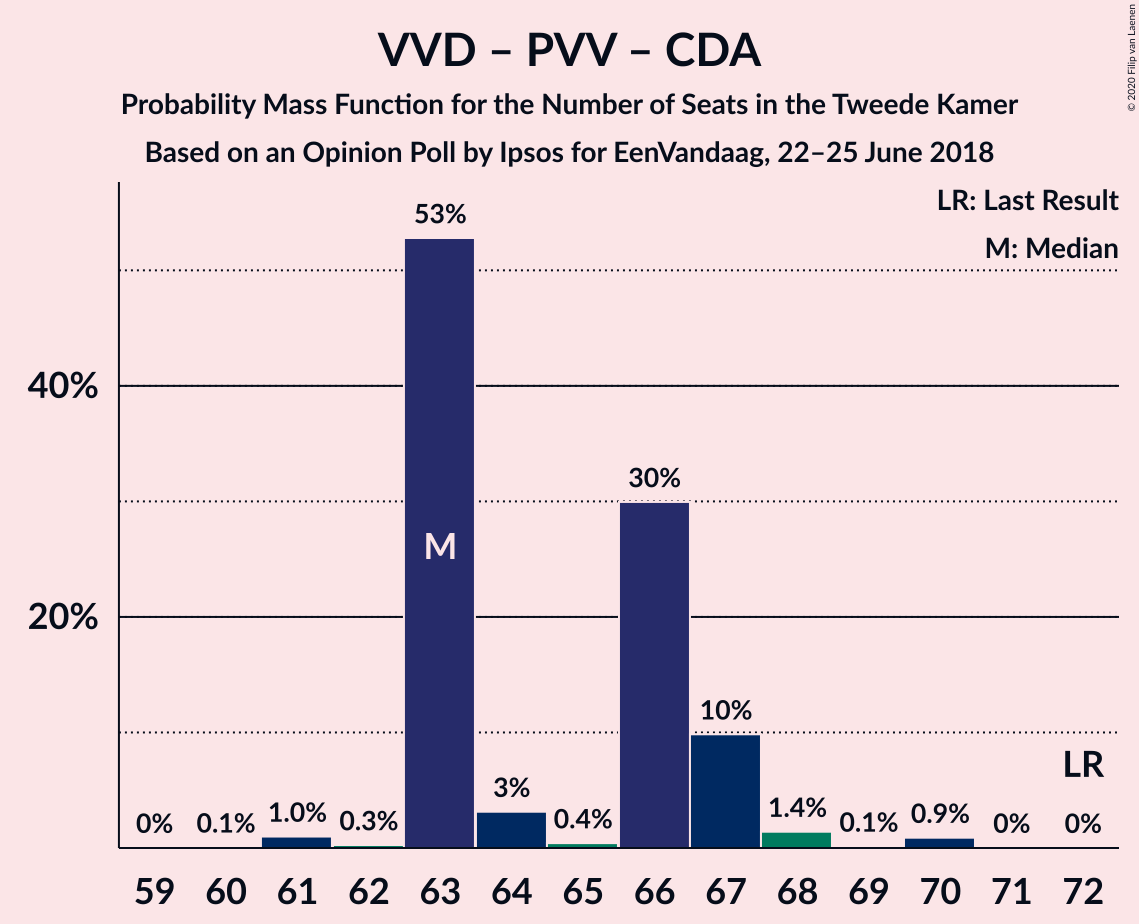 VVD – PVV – CDA
Probability Mass Function for the Number of Seats in the Tweede Kamer
Based on an Opinion Poll by Ipsos for EenVandaag, 22–25 June 2018
© 2020 Filip van Laenen
LR: Last Result
M: Median
53%
40%
30%
M
20%
10%
LR
0% 0.1% 1.0% 0.3% 3% 0.4% 1.4% 0.1% 0.9% 0% 0%
59 60 61 62 63 64 65 66 67 68 69 70 71 72